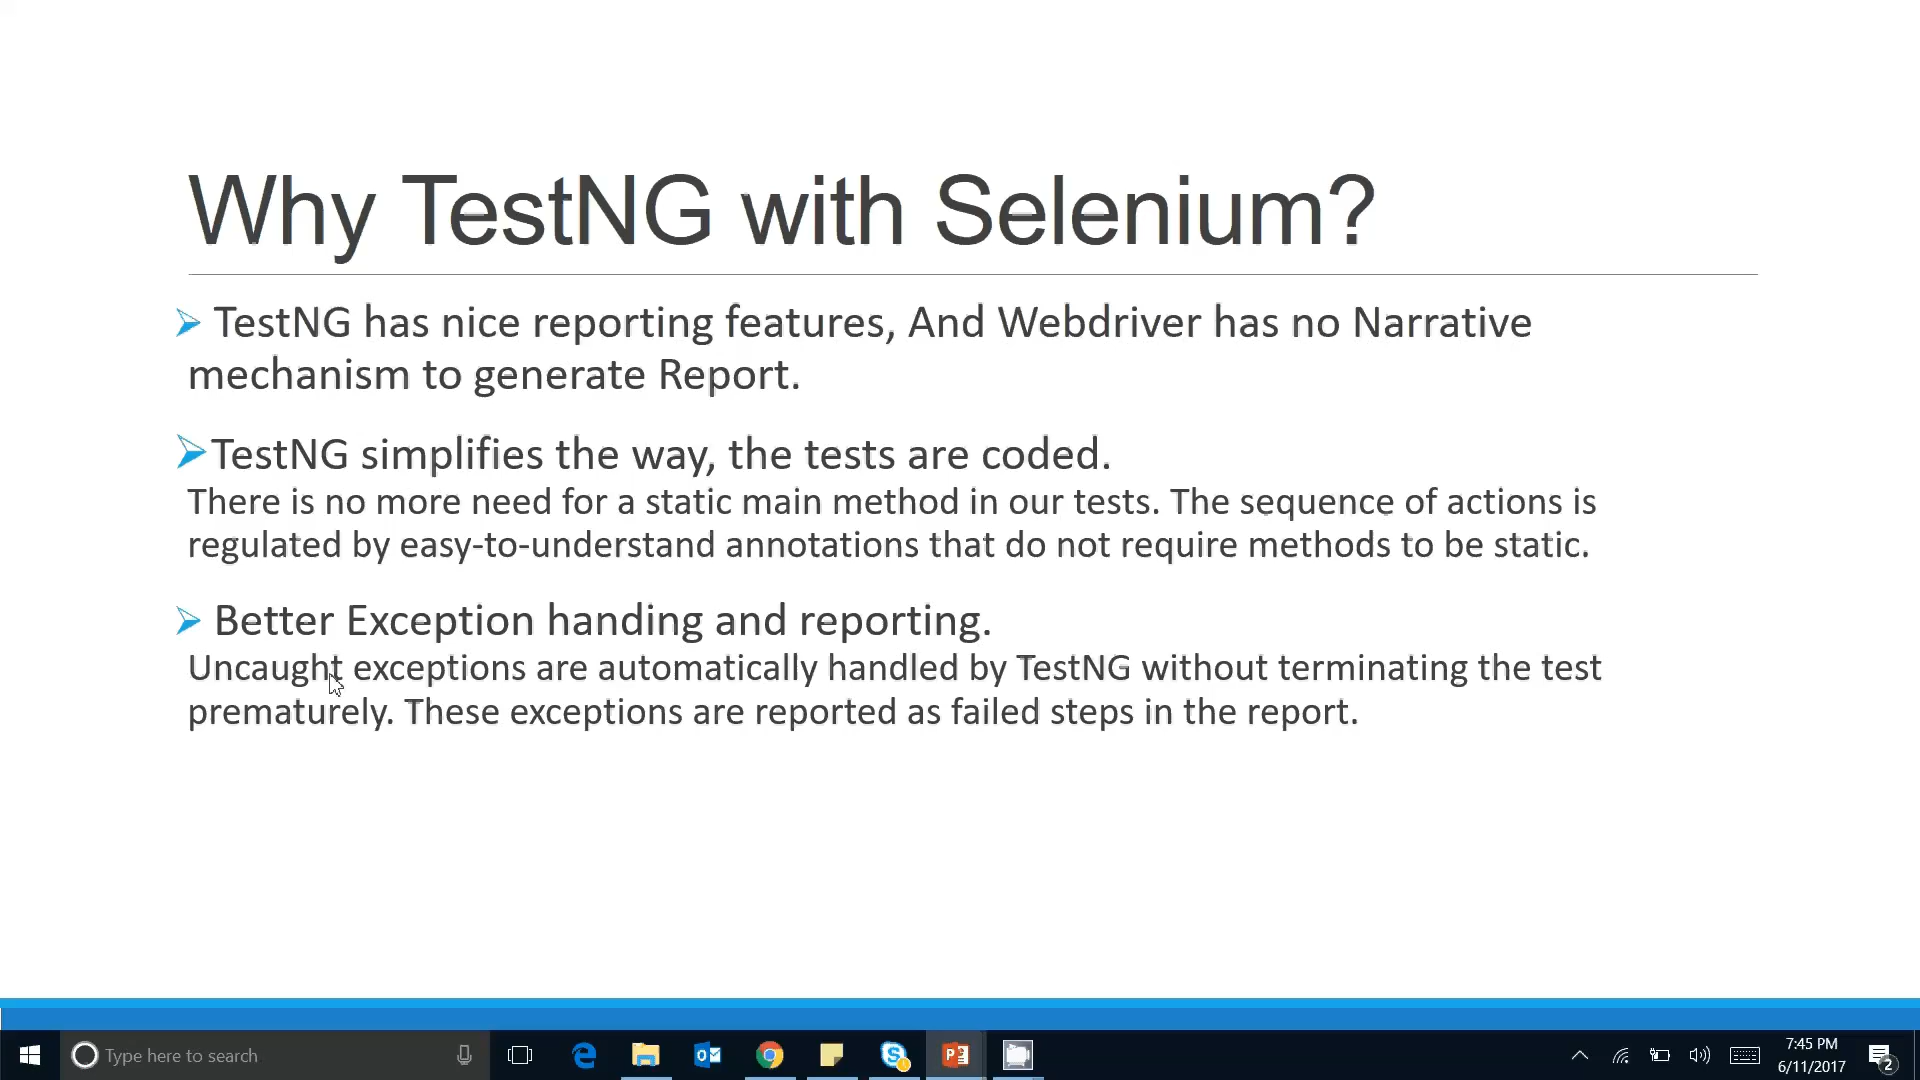 Why TestNG with Selenium?
TestNG has nice reporting features, And Webdriver has no Narrative
mechanism to generate Report.
TestNG simplifies the way, the tests are coded.
There is no more need for a static main method in our tests. The sequence of actions is
regulated by easy-to-understand annotations that do not require methods to be static.
Better Exception handing and reporting.
Uncaught exceptions are automatically handled by TestNG without terminating the test
prematurely. These exceptions are reported as failed steps in the report.
Type here to search
7:45 PM
6/11/2017
2